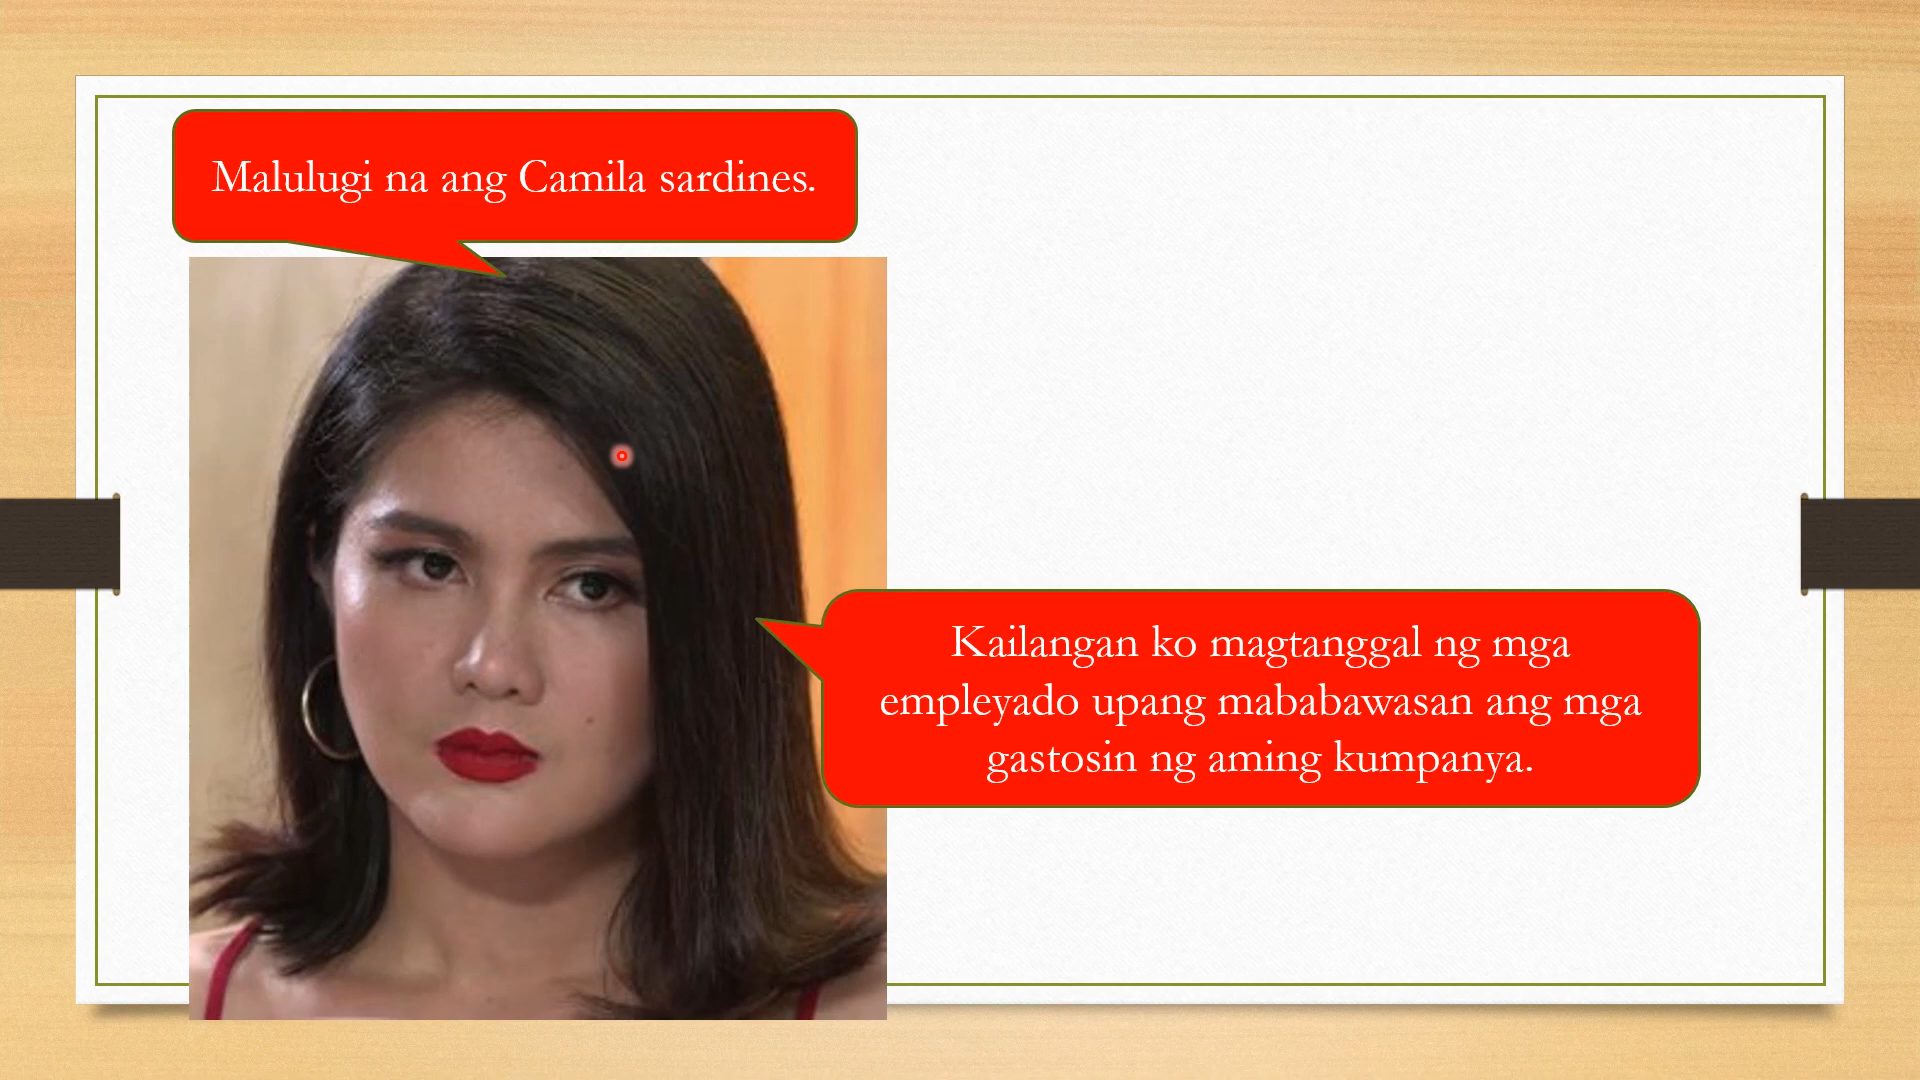 Malulugi na ang Camila sardines.
Kailangan ko magtanggal ng mga
empleyado upang mababawasan ang mga
gastosin ng aming kumpanya.